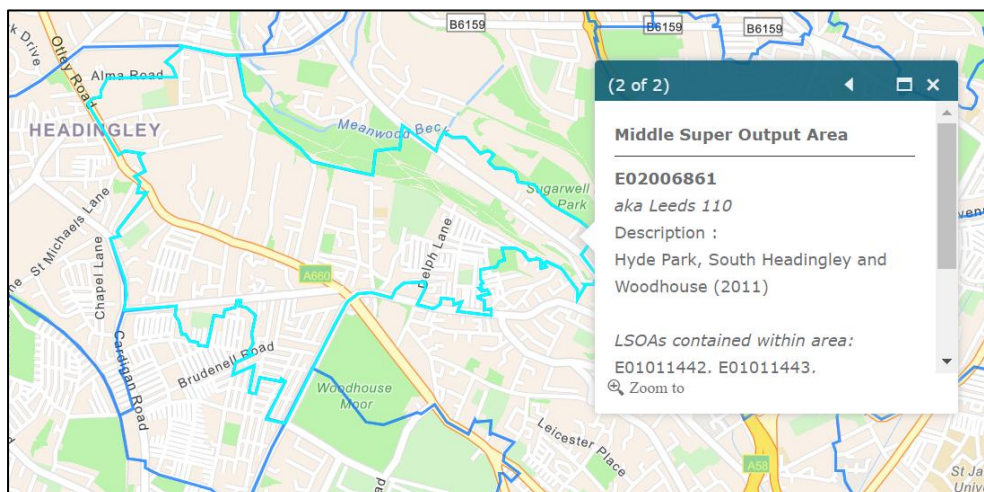 B6159
B6159
B6159
k Drive
Otley Road
Alma Road
HEADINGLEY
Meanwood Beck
Sugarwell
Park
St Michaels Lane
Chapel Lane
Delph Lane
A660
Cardigan Road
Brudenell Road
Woodhouse
Moor
Leicester Place
A58
St Ja
Unive
(2 of 2)
Middle Super Output Area
E02006861
aka Leeds 110
Description :
Hyde Park, South Headingley and
Woodhouse (2011)
LSOAs contained within area:
E01011442, E01011443,
Zoom to